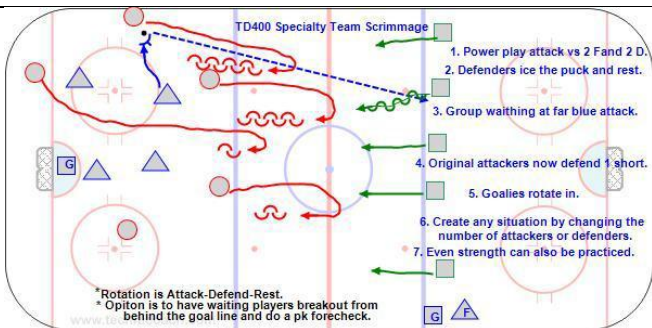 TD400 Specialty Team Scrimmage
1. Power play attack vs 2 Fand 2 D.
2. Defenders ice the puck and rest.
3. Group waithing at far blue attack.
G
4. Original attackers now defend 1 short.
5. Goalies rotate in.
6. Create any situation by changing the
number of attackers or defenders.
7. Even strength can also be practiced.
*Rotation is Attack-Defend-Rest.
* Opiton is to have waiting players breakout from
behind the goal line and do a pk forecheck.
G
F